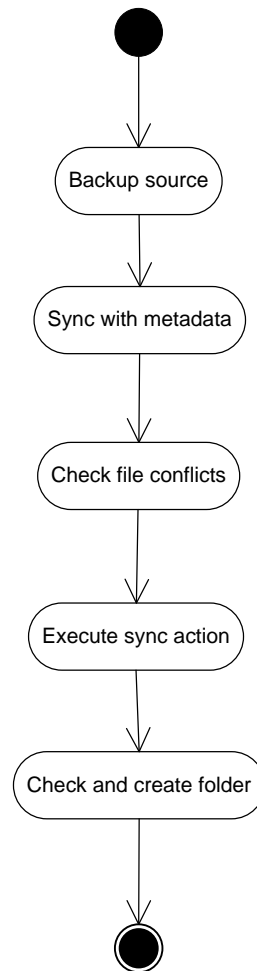 Backup source
Sync with metadata
Check file conflicts
Execute sync action
Check and create folder